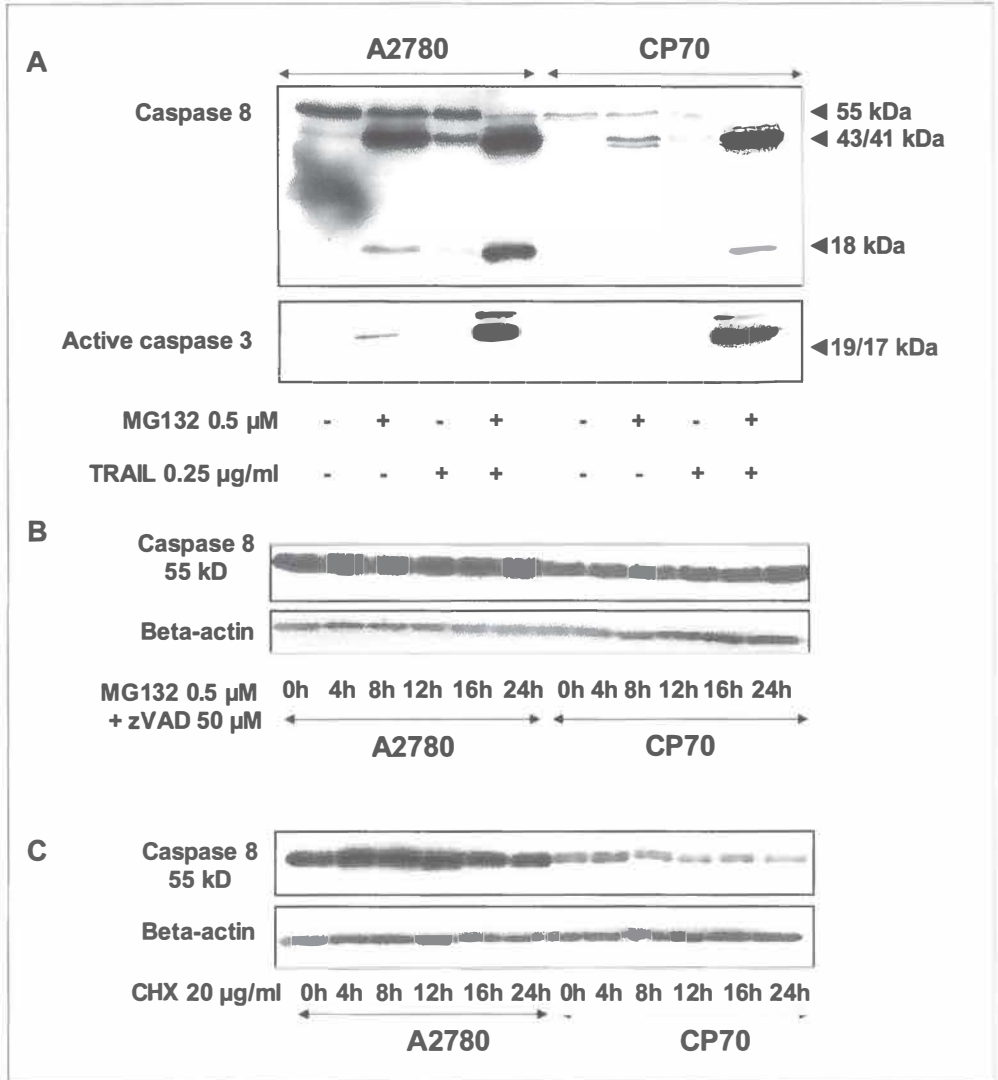 A
A2780 CP70
Caspase 8
◄ 55 kDa
◄ 43/41 kDa
◄ 18 kDa
Active caspase 3
◄ 19/17 kDa
MG132 0.5 µM - + - + - + - +
TRAIL 0.25 µg/ml - - + + - - + +
B
Caspase 8
55 kD
Beta-actin
MG132 0.5 µM 0h 4h 8h 12h 16h 24h 0h 4h 8h 12h 16h 24h
+ zVAD 50 µM
A2780 CP70
C
Caspase 8
55 kD
Beta-actin
CHX 20 µg/ml 0h 4h 8h 12h 16h 24h 0h 4h 8h 12h 16h 24h
A2780 CP70